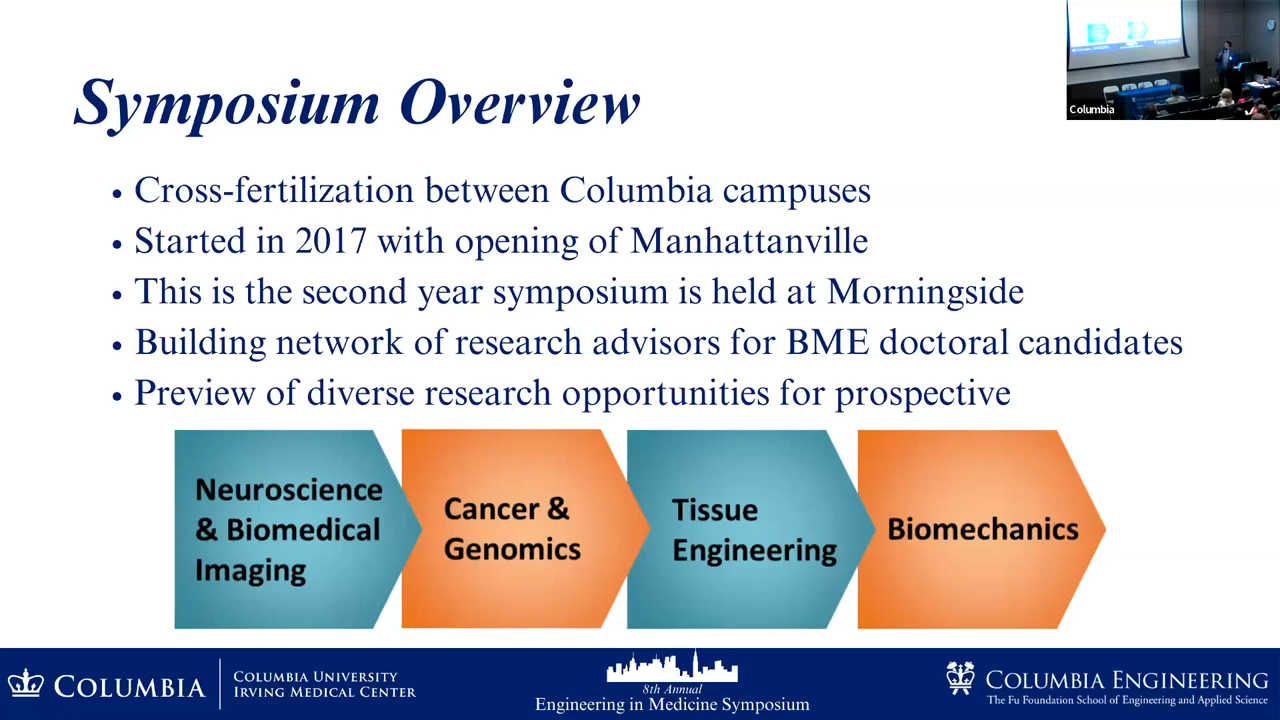 Columbia
Symposium Overview
• Cross-fertilization between Columbia campuses
• Started in 2017 with opening of Manhattanville
• This is the second year symposium is held at Morningside
• Building network of research advisors for BME doctoral candidates
• Preview of diverse research opportunities for prospective
Neuroscience
& Biomedical
Imaging
Cancer &
Genomics
Tissue
Engineering
Biomechanics
COLUMBIA
COLUMBIA UNIVERSITY
IRVING MEDICAL CENTER
8th Annual
Engineering in Medicine Symposium
COLUMBIA ENGINEERING
The Fu Foundation School of Engineering and Applied Science